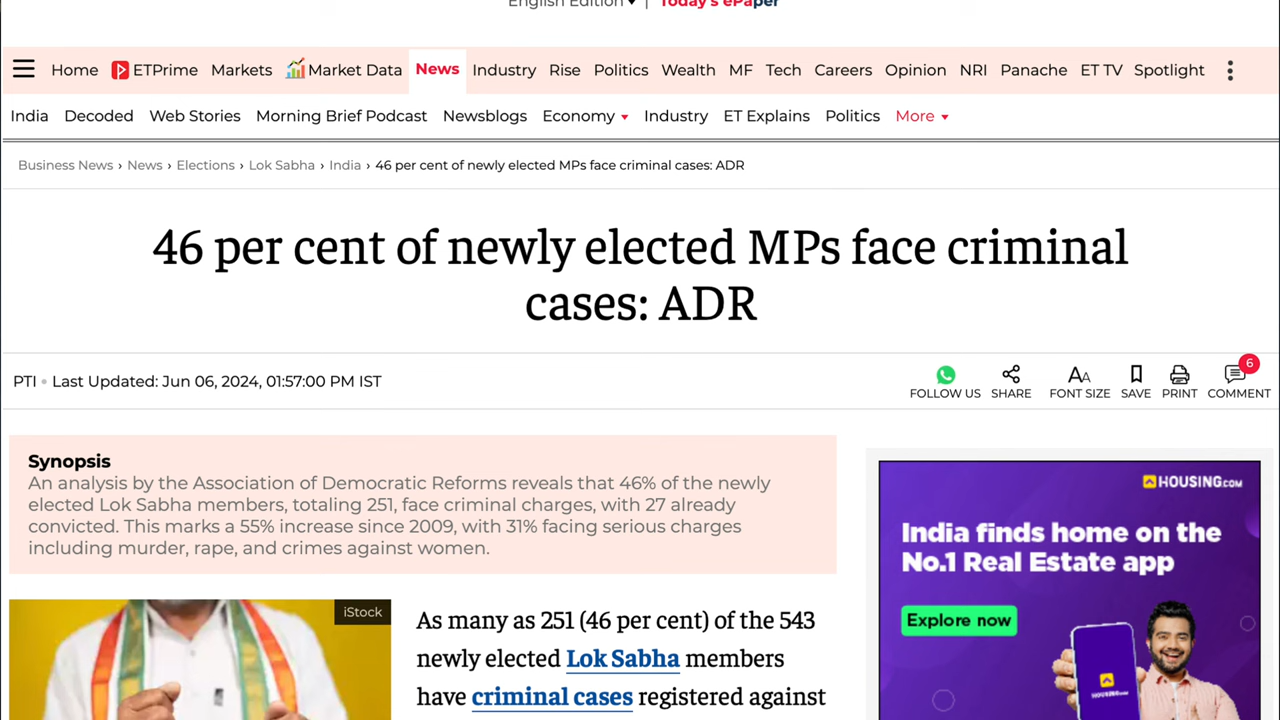 English Edition | Today's ePaper
Home ETPrime Markets Market Data News Industry Rise Politics Wealth MF Tech Careers Opinion NRI Panache ET TV Spotlight
India Decoded Web Stories Morning Brief Podcast Newsblogs Economy Industry ET Explains Politics More
Business News › News › Elections › Lok Sabha › India › 46 per cent of newly elected MPs face criminal cases: ADR
46 per cent of newly elected MPs face criminal
cases: ADR
PTI • Last Updated: Jun 06, 2024, 01:57:00 PM IST
6
FOLLOW US SHARE FONT SIZE SAVE PRINT COMMENT
Synopsis
An analysis by the Association of Democratic Reforms reveals that 46% of the newly
elected Lok Sabha members, totaling 251, face criminal charges, with 27 already
convicted. This marks a 55% increase since 2009, with 31% facing serious charges
including murder, rape, and crimes against women.
HOUSING.COM
India finds home on the
No.1 Real Estate app
Explore now
HOUSING.COM
iStock
As many as 251 (46 per cent) of the 543
newly elected Lok Sabha members
have criminal cases registered against